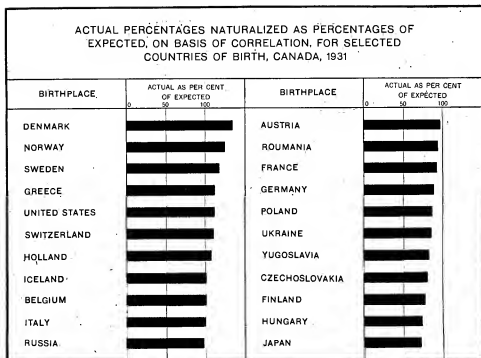 ACTUAL PERCENTAGES NATURALIZED AS PERCENTAGES OF
EXPECTED, ON BASIS OF CORRELATION, FOR SELECTED
COUNTRIES OF BIRTH, CANADA, 1931
BIRTHPLACE
ACTUAL AS PER CENT
OF EXPECTED
0 50 100
DENMARK
NORWAY
SWEDEN
GREECE
UNITED STATES
SWITZERLAND
HOLLAND
ICELAND
BELGIUM
ITALY
RUSSIA
BIRTHPLACE
ACTUAL AS PER CENT
OF EXPECTED
0 50 100
AUSTRIA
ROUMANIA
FRANCE
GERMANY
POLAND
UKRAINE
YUGOSLAVIA
CZECHOSLOVAKIA
FINLAND
HUNGARY
JAPAN